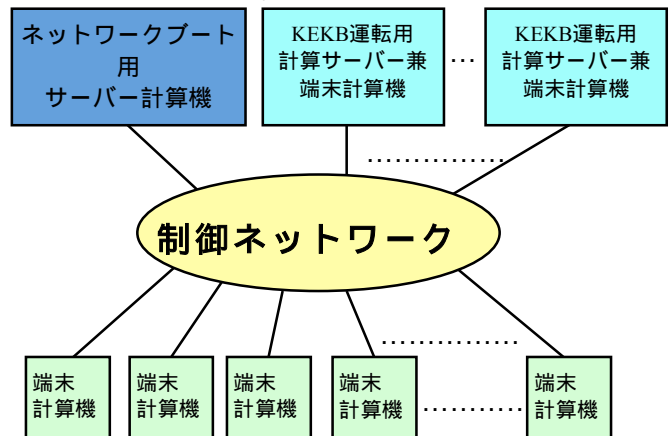 ネットワークブート
用
サーバー計算機
KEKB運転用
計算サーバー兼
端末計算機
…
KEKB運転用
計算サーバー兼
端末計算機
……………
制御ネットワーク
……………
端末
計算機
端末
計算機
端末
計算機
端末
計算機
…………
端末
計算機